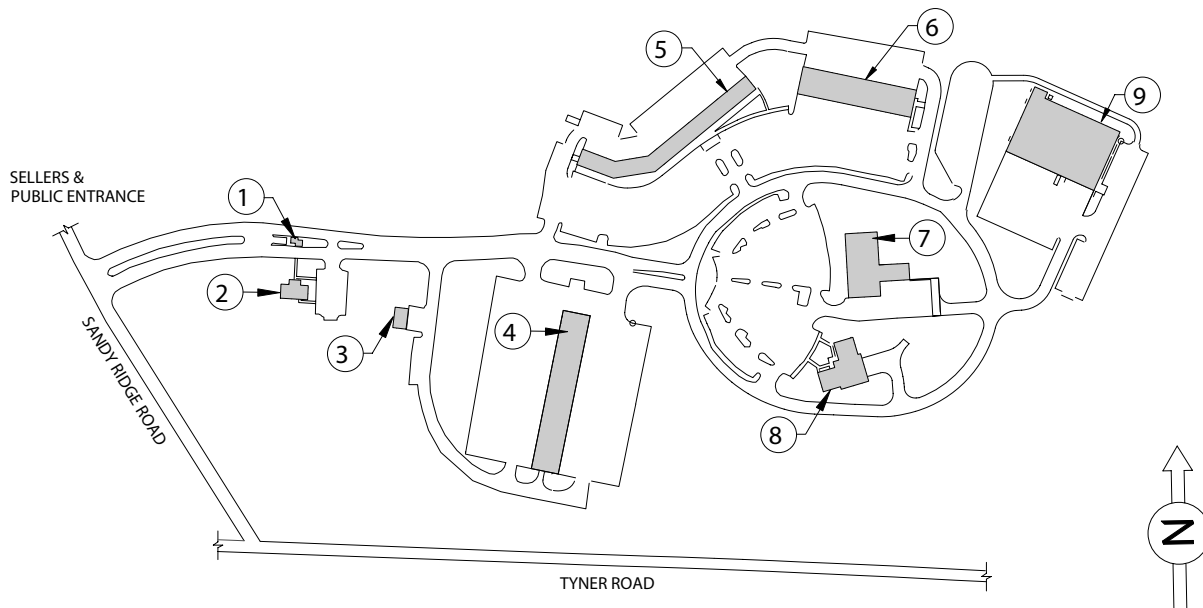 5
6
9
SELLERS &
PUBLIC ENTRANCE
1
7
2
4
3
SANDY RIDGE ROAD
8
N
TYNER ROAD